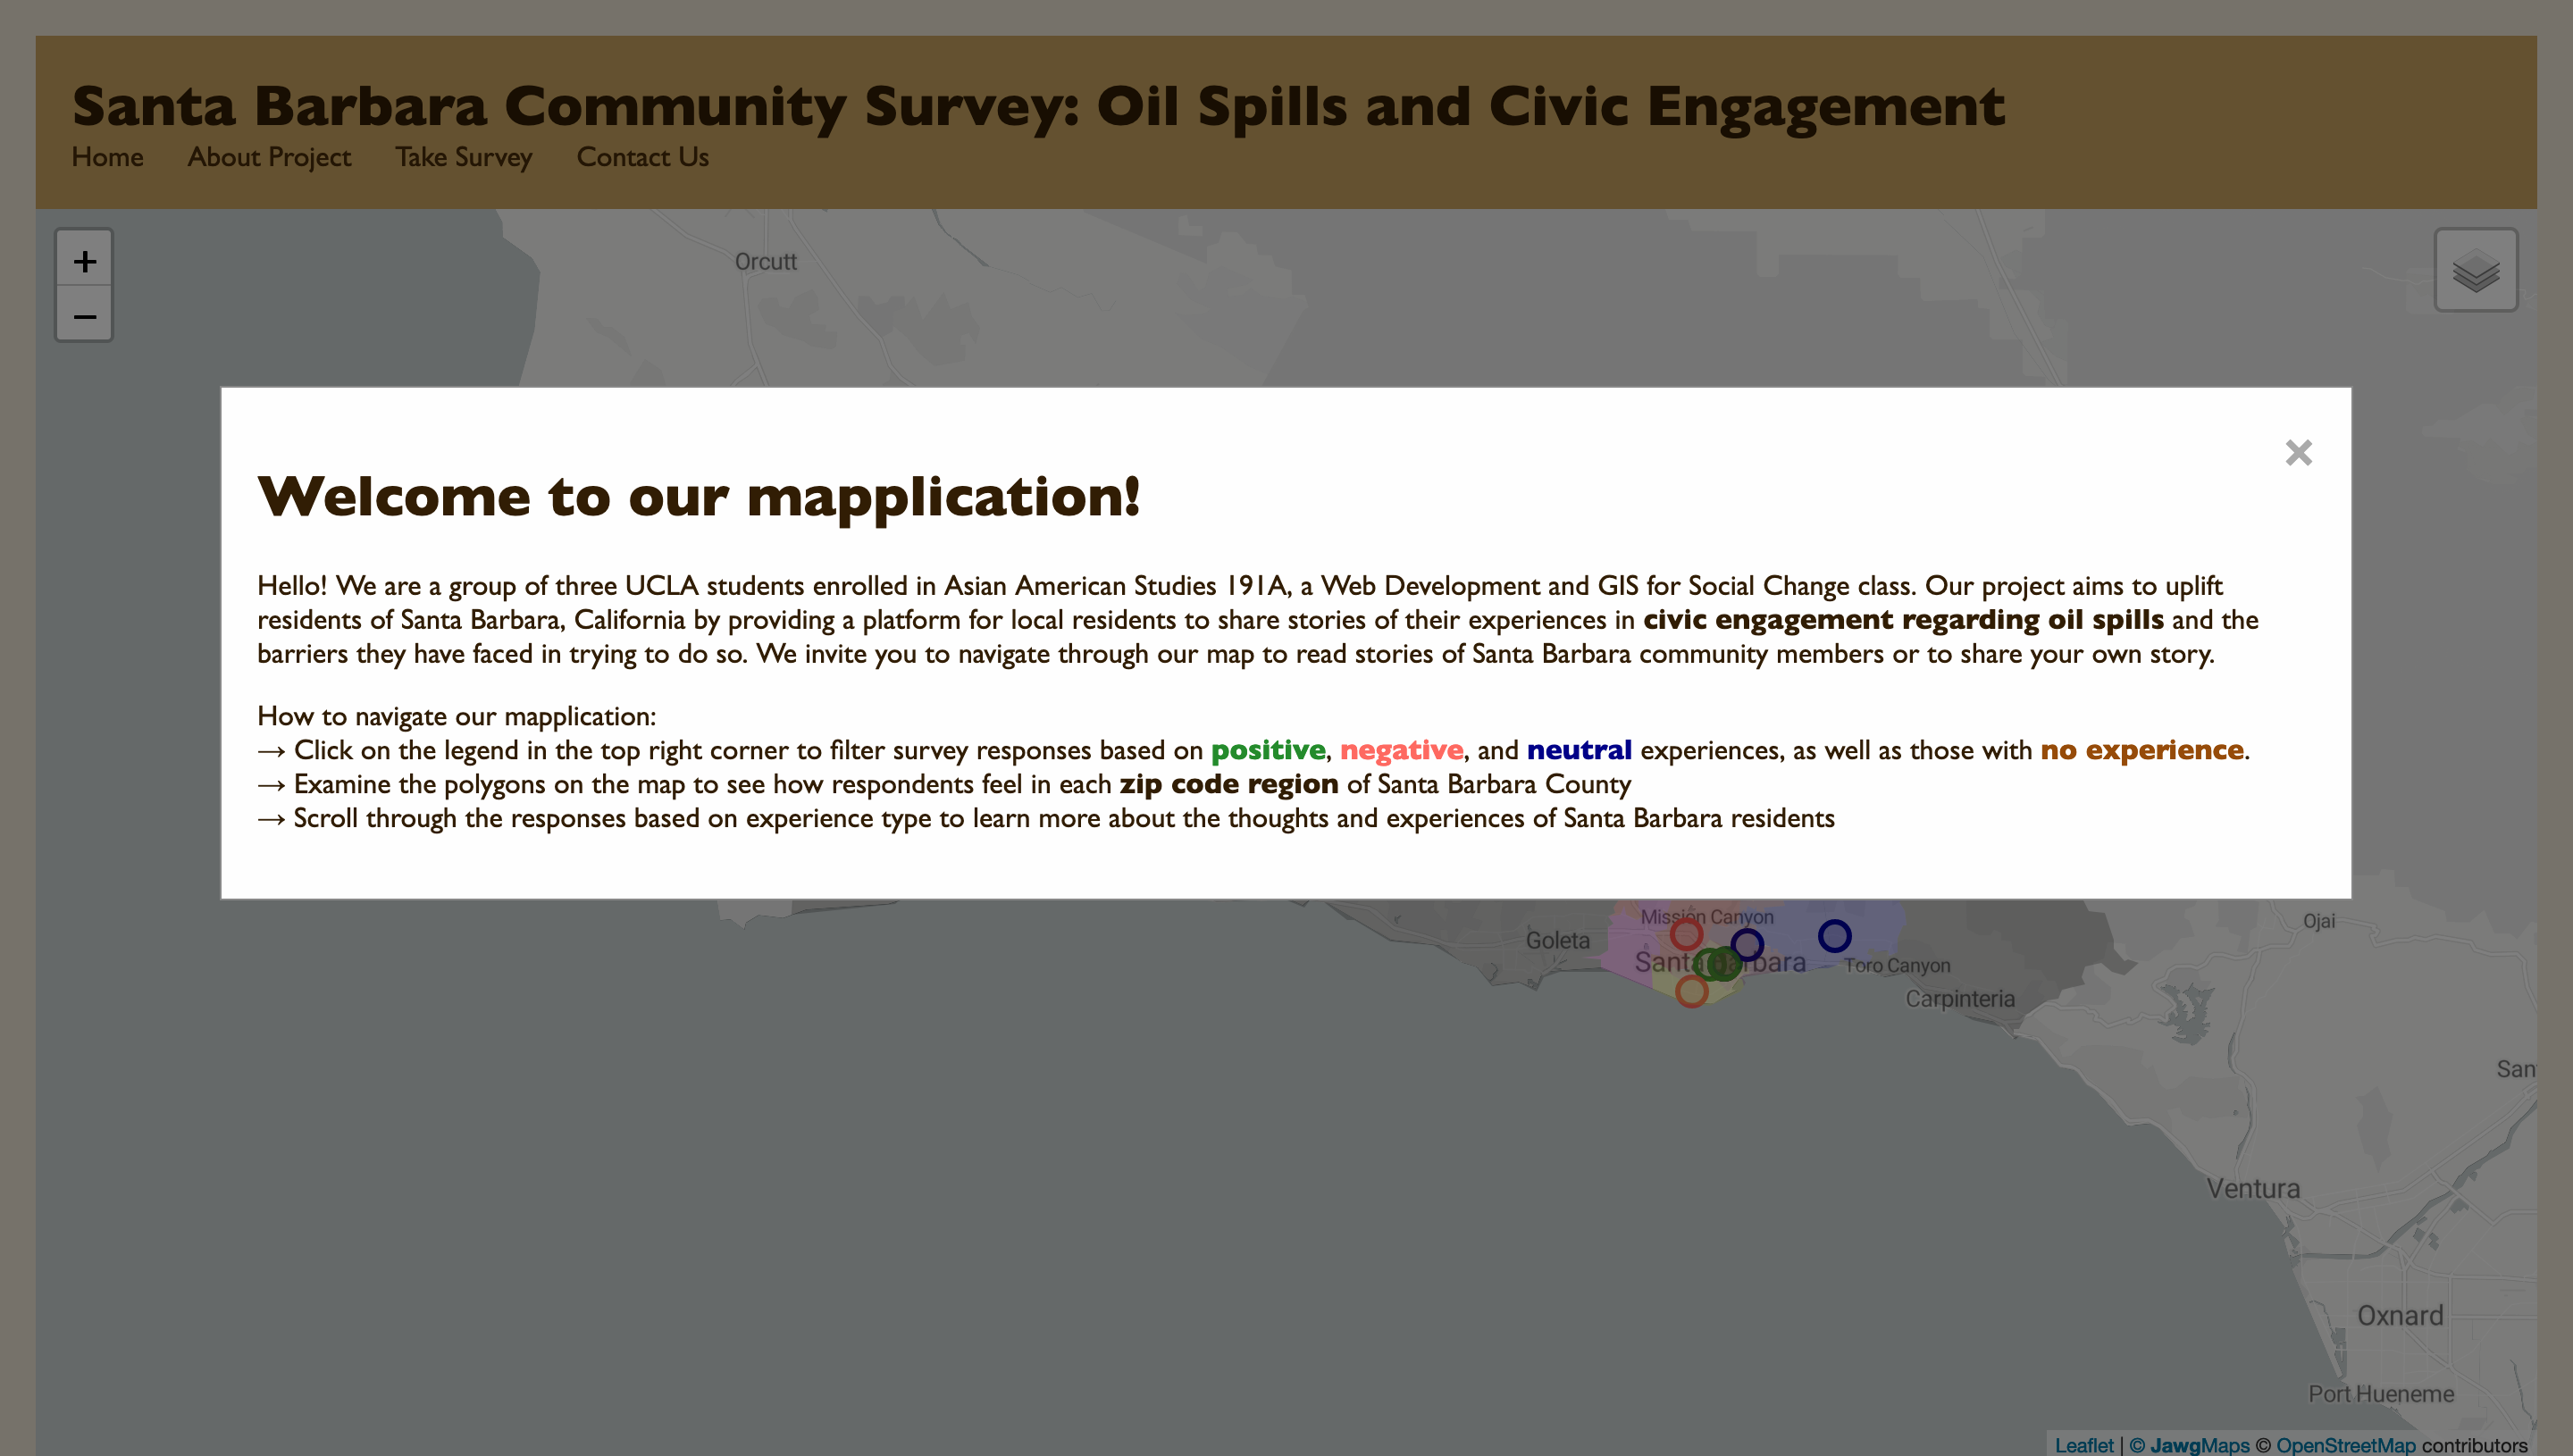 Santa Barbara Community Survey: Oil Spills and Civic Engagement
Home About Project Take Survey Contact Us
+
−
Orcutt
×
Welcome to our mapplication!
Hello! We are a group of three UCLA students enrolled in Asian American Studies 191A, a Web Development and GIS for Social Change class. Our project aims to uplift
residents of Santa Barbara, California by providing a platform for local residents to share stories of their experiences in civic engagement regarding oil spills and the
barriers they have faced in trying to do so. We invite you to navigate through our map to read stories of Santa Barbara community members or to share your own story.
How to navigate our mapplication:
→ Click on the legend in the top right corner to filter survey responses based on positive, negative, and neutral experiences, as well as those with no experience.
→ Examine the polygons on the map to see how respondents feel in each zip code region of Santa Barbara County
→ Scroll through the responses based on experience type to learn more about the thoughts and experiences of Santa Barbara residents
Mission Canyon
Ojai
Goleta
Santa Barbara
Toro Canyon
Carpinteria
San
Ventura
Oxnard
Port Hueneme
Leaflet | © JawgMaps © OpenStreetMap contributors